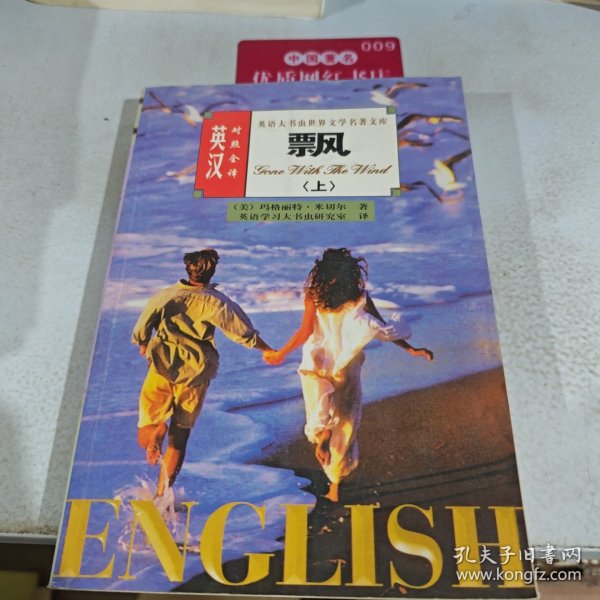 009
中国著名
优质网红书店
英语大书虫世界文学名著文库
英汉
对照全译
飘风
Gone With The Wind
〈上〉
（美）玛格丽特·米切尔 著
英语学习大书虫研究室 译
ENGLISH
孔夫子旧书网
www.kongfz.com